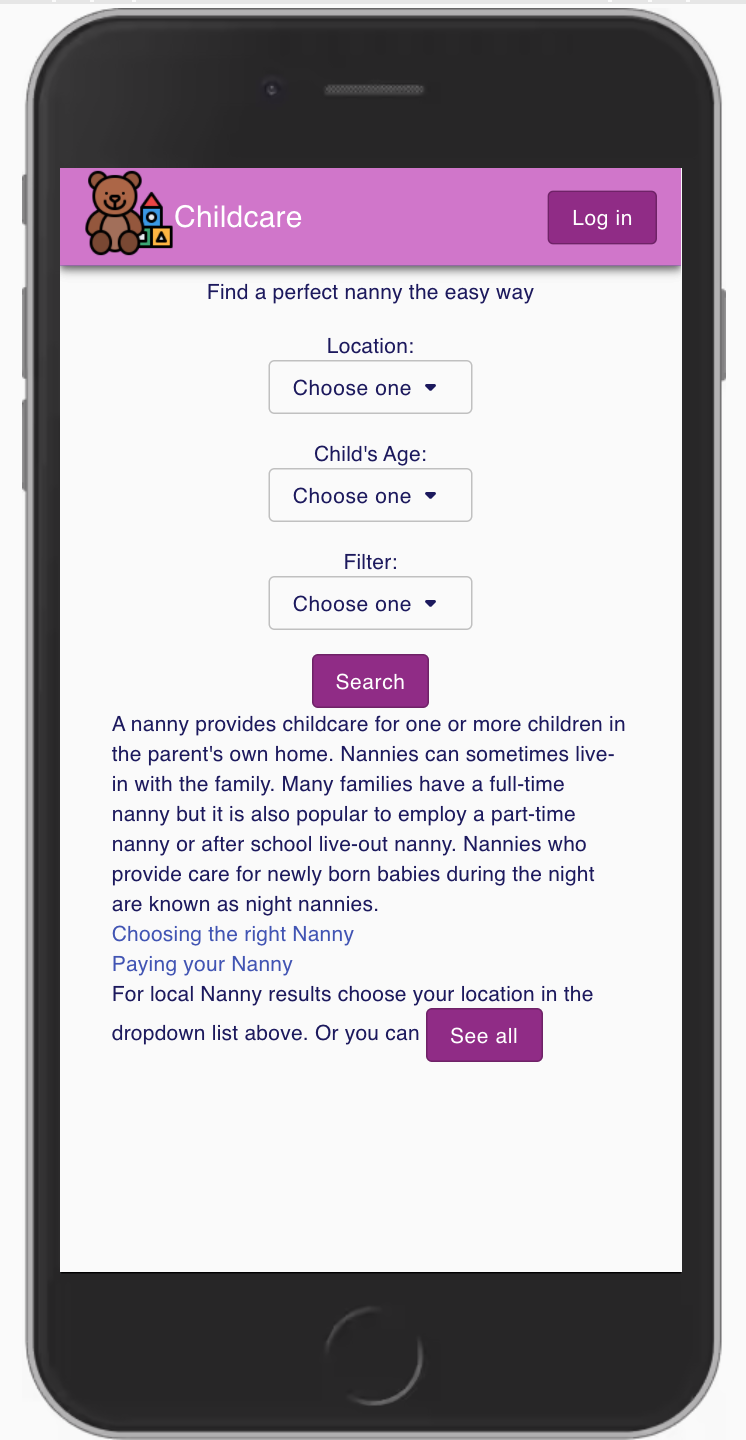 Childcare
Log in
Find a perfect nanny the easy way
Location:
Choose one
Child's Age:
Choose one
Filter:
Choose one
Search
A nanny provides childcare for one or more children in
the parent's own home. Nannies can sometimes live-
in with the family. Many families have a full-time
nanny but it is also popular to employ a part-time
nanny or after school live-out nanny. Nannies who
provide care for newly born babies during the night
are known as night nannies.
Choosing the right Nanny
Paying your Nanny
For local Nanny results choose your location in the
dropdown list above. Or you can See all